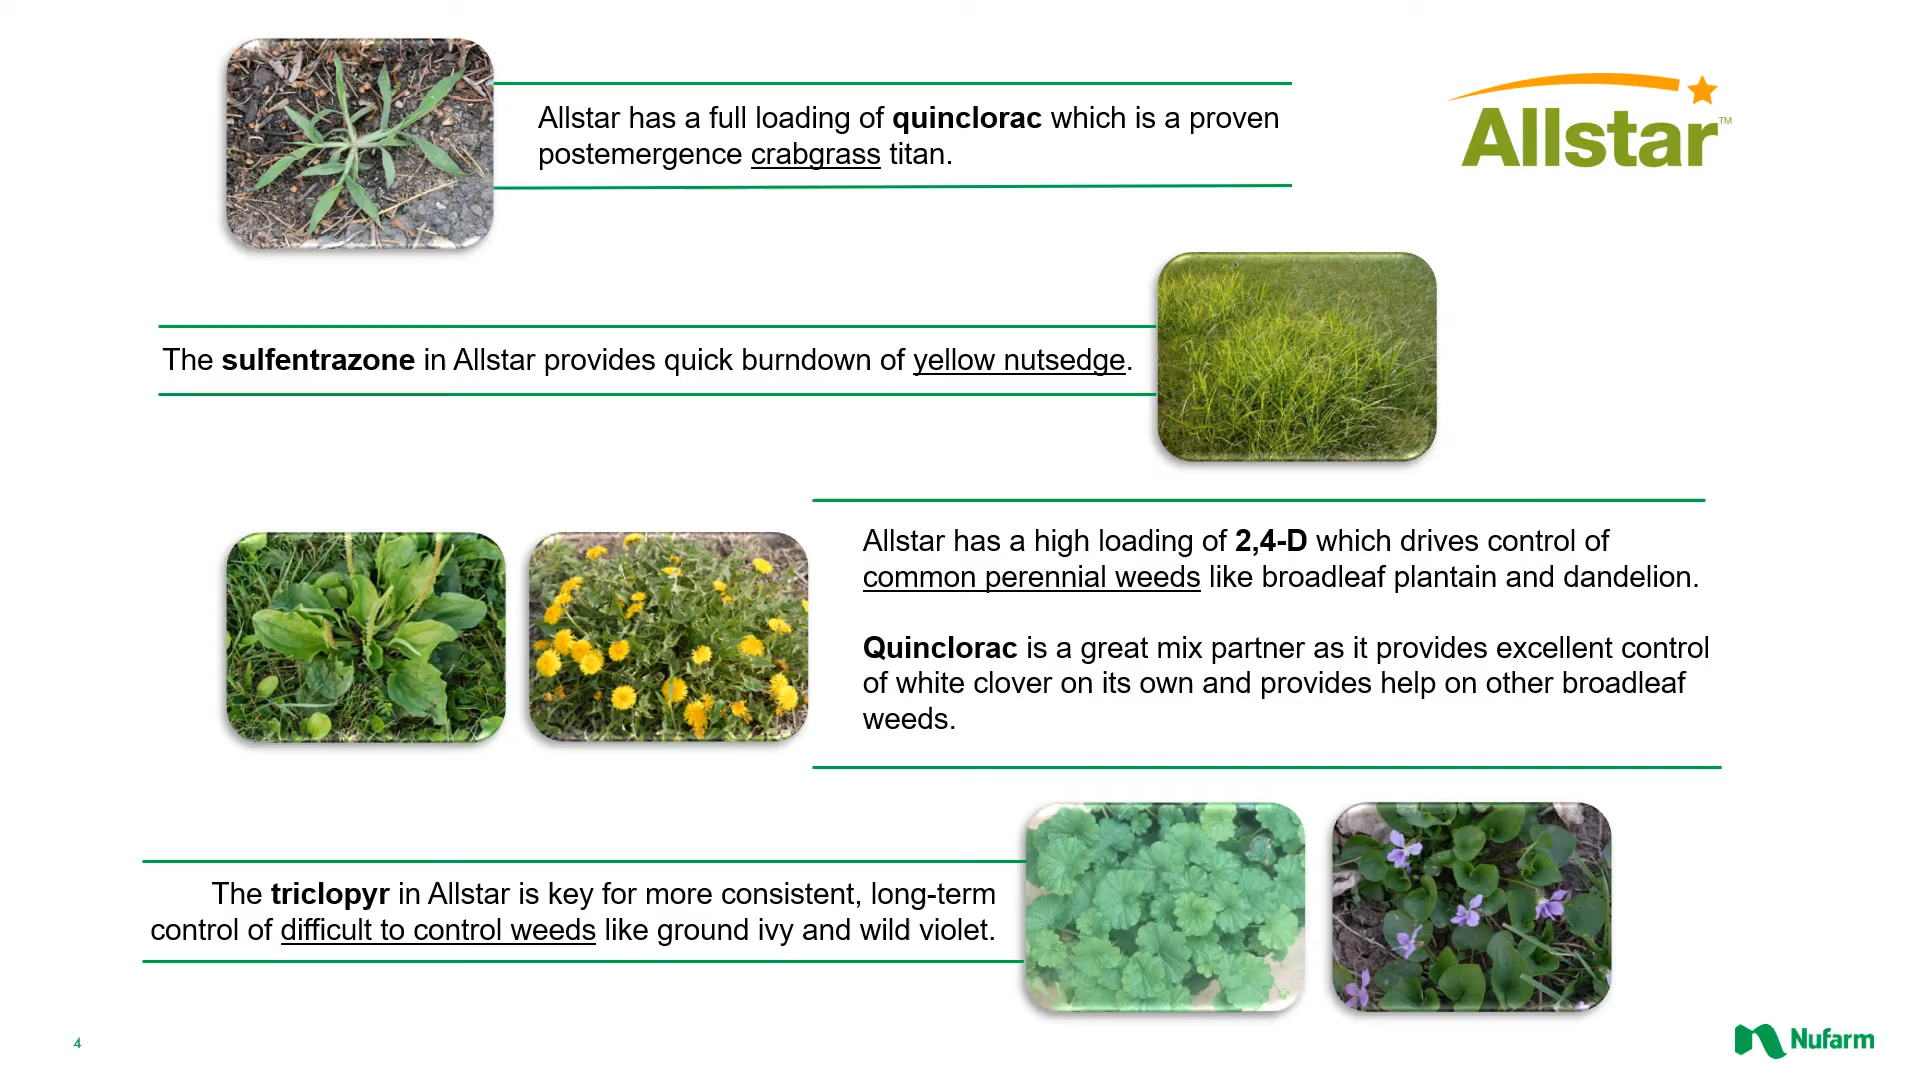 Allstar has a full loading of quinclorac which is a proven
postemergence crabgrass titan.
Allstar™
The sulfentrazone in Allstar provides quick burndown of yellow nutsedge.
Allstar has a high loading of 2,4-D which drives control of
common perennial weeds like broadleaf plantain and dandelion.
Quinclorac is a great mix partner as it provides excellent control
of white clover on its own and provides help on other broadleaf
weeds.
The triclopyr in Allstar is key for more consistent, long-term
control of difficult to control weeds like ground ivy and wild violet.
4
Nufarm